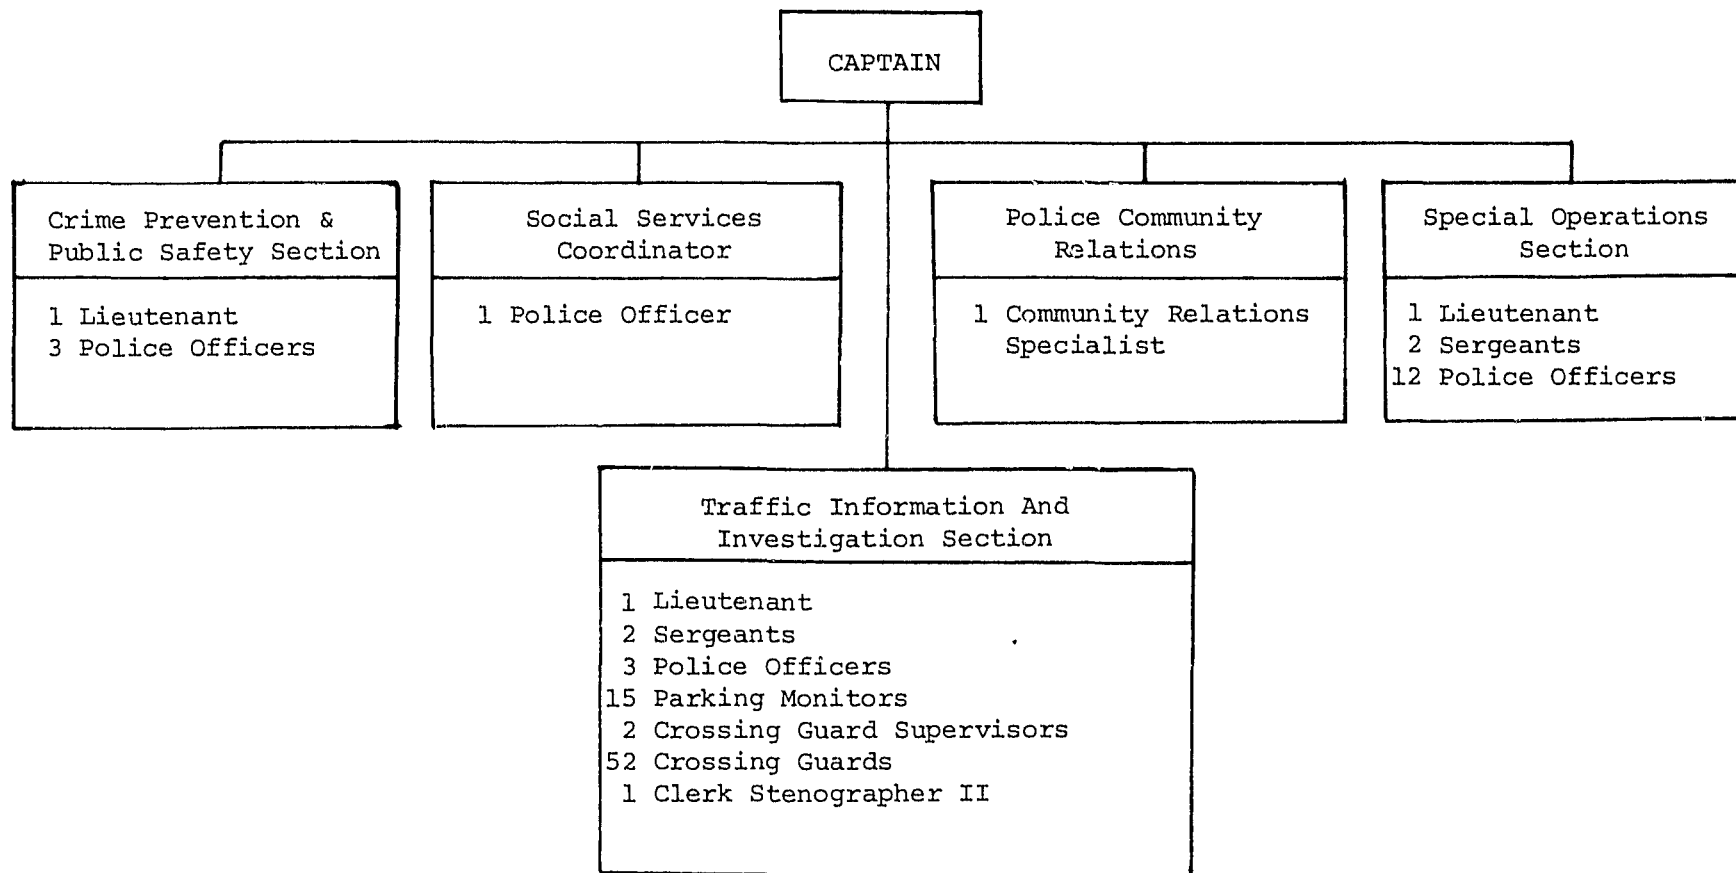 CAPTAIN
Crime Prevention &
Public Safety Section
1 Lieutenant
3 Police Officers
Social Services
Coordinator
1 Police Officer
Police Community
Relations
1 Community Relations
Specialist
Special Operations
Section
1 Lieutenant
2 Sergeants
12 Police Officers
Traffic Information And
Investigation Section
1 Lieutenant
2 Sergeants
3 Police Officers
15 Parking Monitors
2 Crossing Guard Supervisors
52 Crossing Guards
1 Clerk Stenographer II